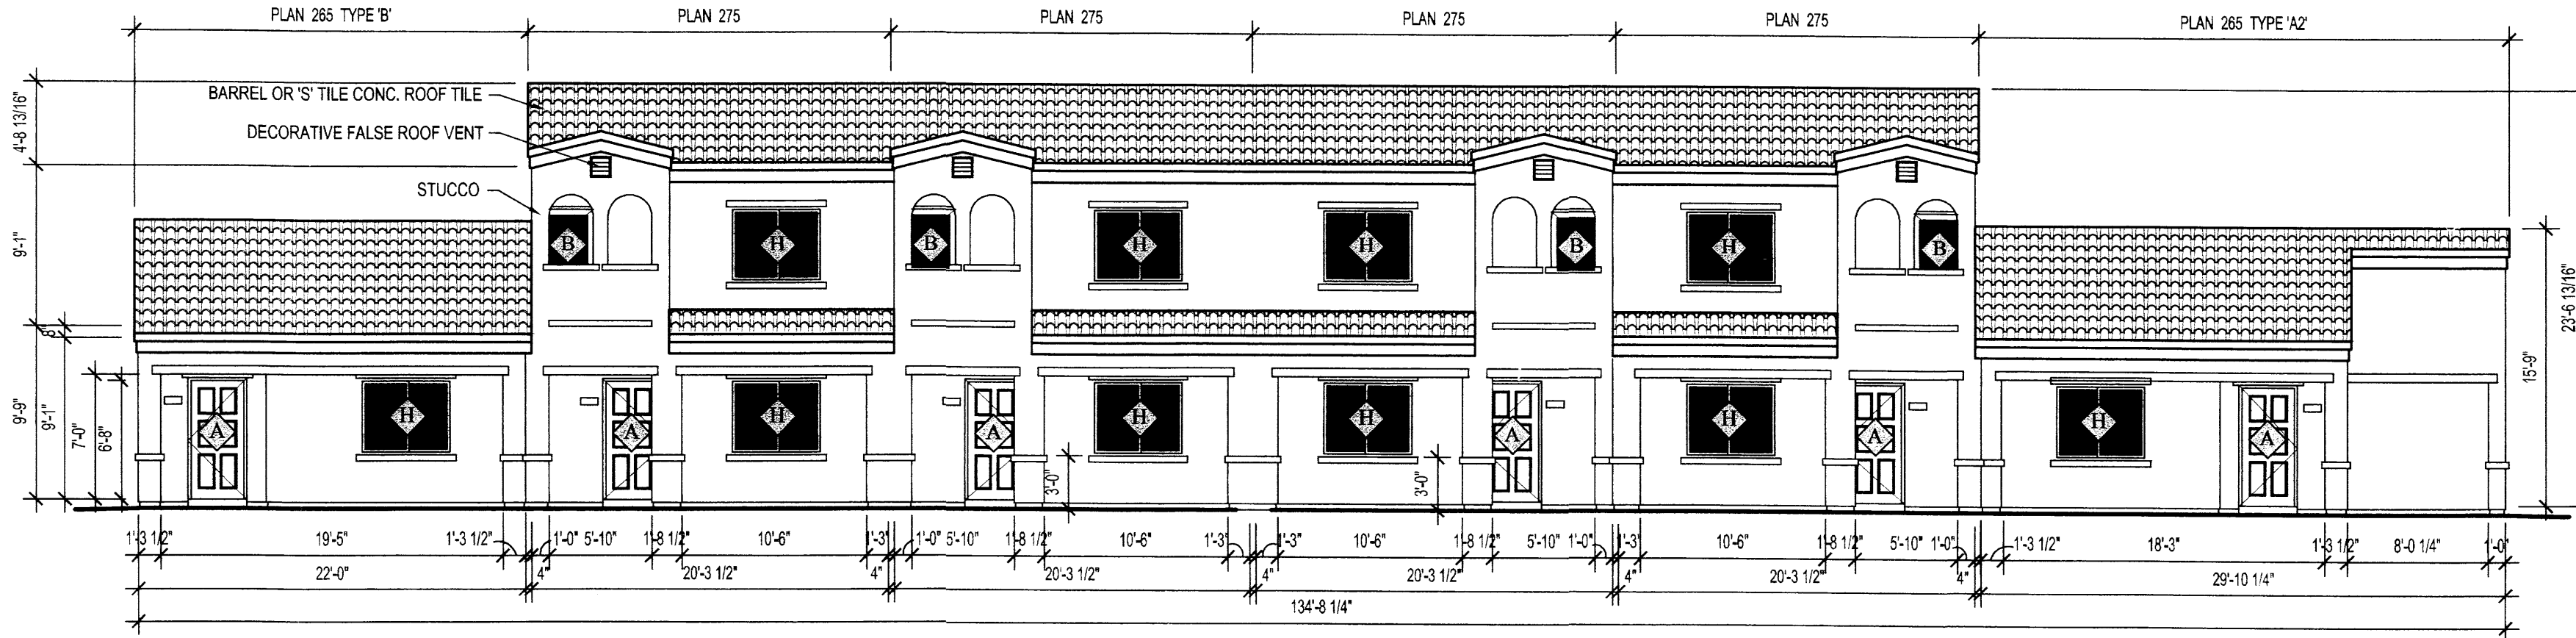 PLAN 265 TYPE 'B'
PLAN 275
PLAN 275
PLAN 275
PLAN 275
PLAN 265 TYPE 'A2'
BARREL OR 'S' TILE CONC. ROOF TILE
DECORATIVE FALSE ROOF VENT
STUCCO
4'-8 13/16"
9'-1"
8"
9'-9"
9'-1"
7'-0"
6'-8"
B
H
B
H
H
B
H
B
A
H
A
H
A
H
H
A
H
A
H
A
3'-0"
3'-0"
15'-9"
23'-6 13/16"
1'-3 1/2"
19'-5"
1'-3 1/2"
1'-0"
5'-10"
1'-8 1/2"
10'-6"
1'-3"
1'-0"
5'-10"
1'-8 1/2"
10'-6"
1'-3"
1'-3"
10'-6"
1'-8 1/2"
5'-10"
1'-0"
1'-3"
10'-6"
1'-8 1/2"
5'-10"
1'-0"
1'-3 1/2"
18'-3"
1'-3 1/2"
8'-0 1/4"
1'-0"
22'-0"
4"
20'-3 1/2"
4"
20'-3 1/2"
4"
20'-3 1/2"
4"
20'-3 1/2"
4"
29'-10 1/4"
134'-8 1/4"